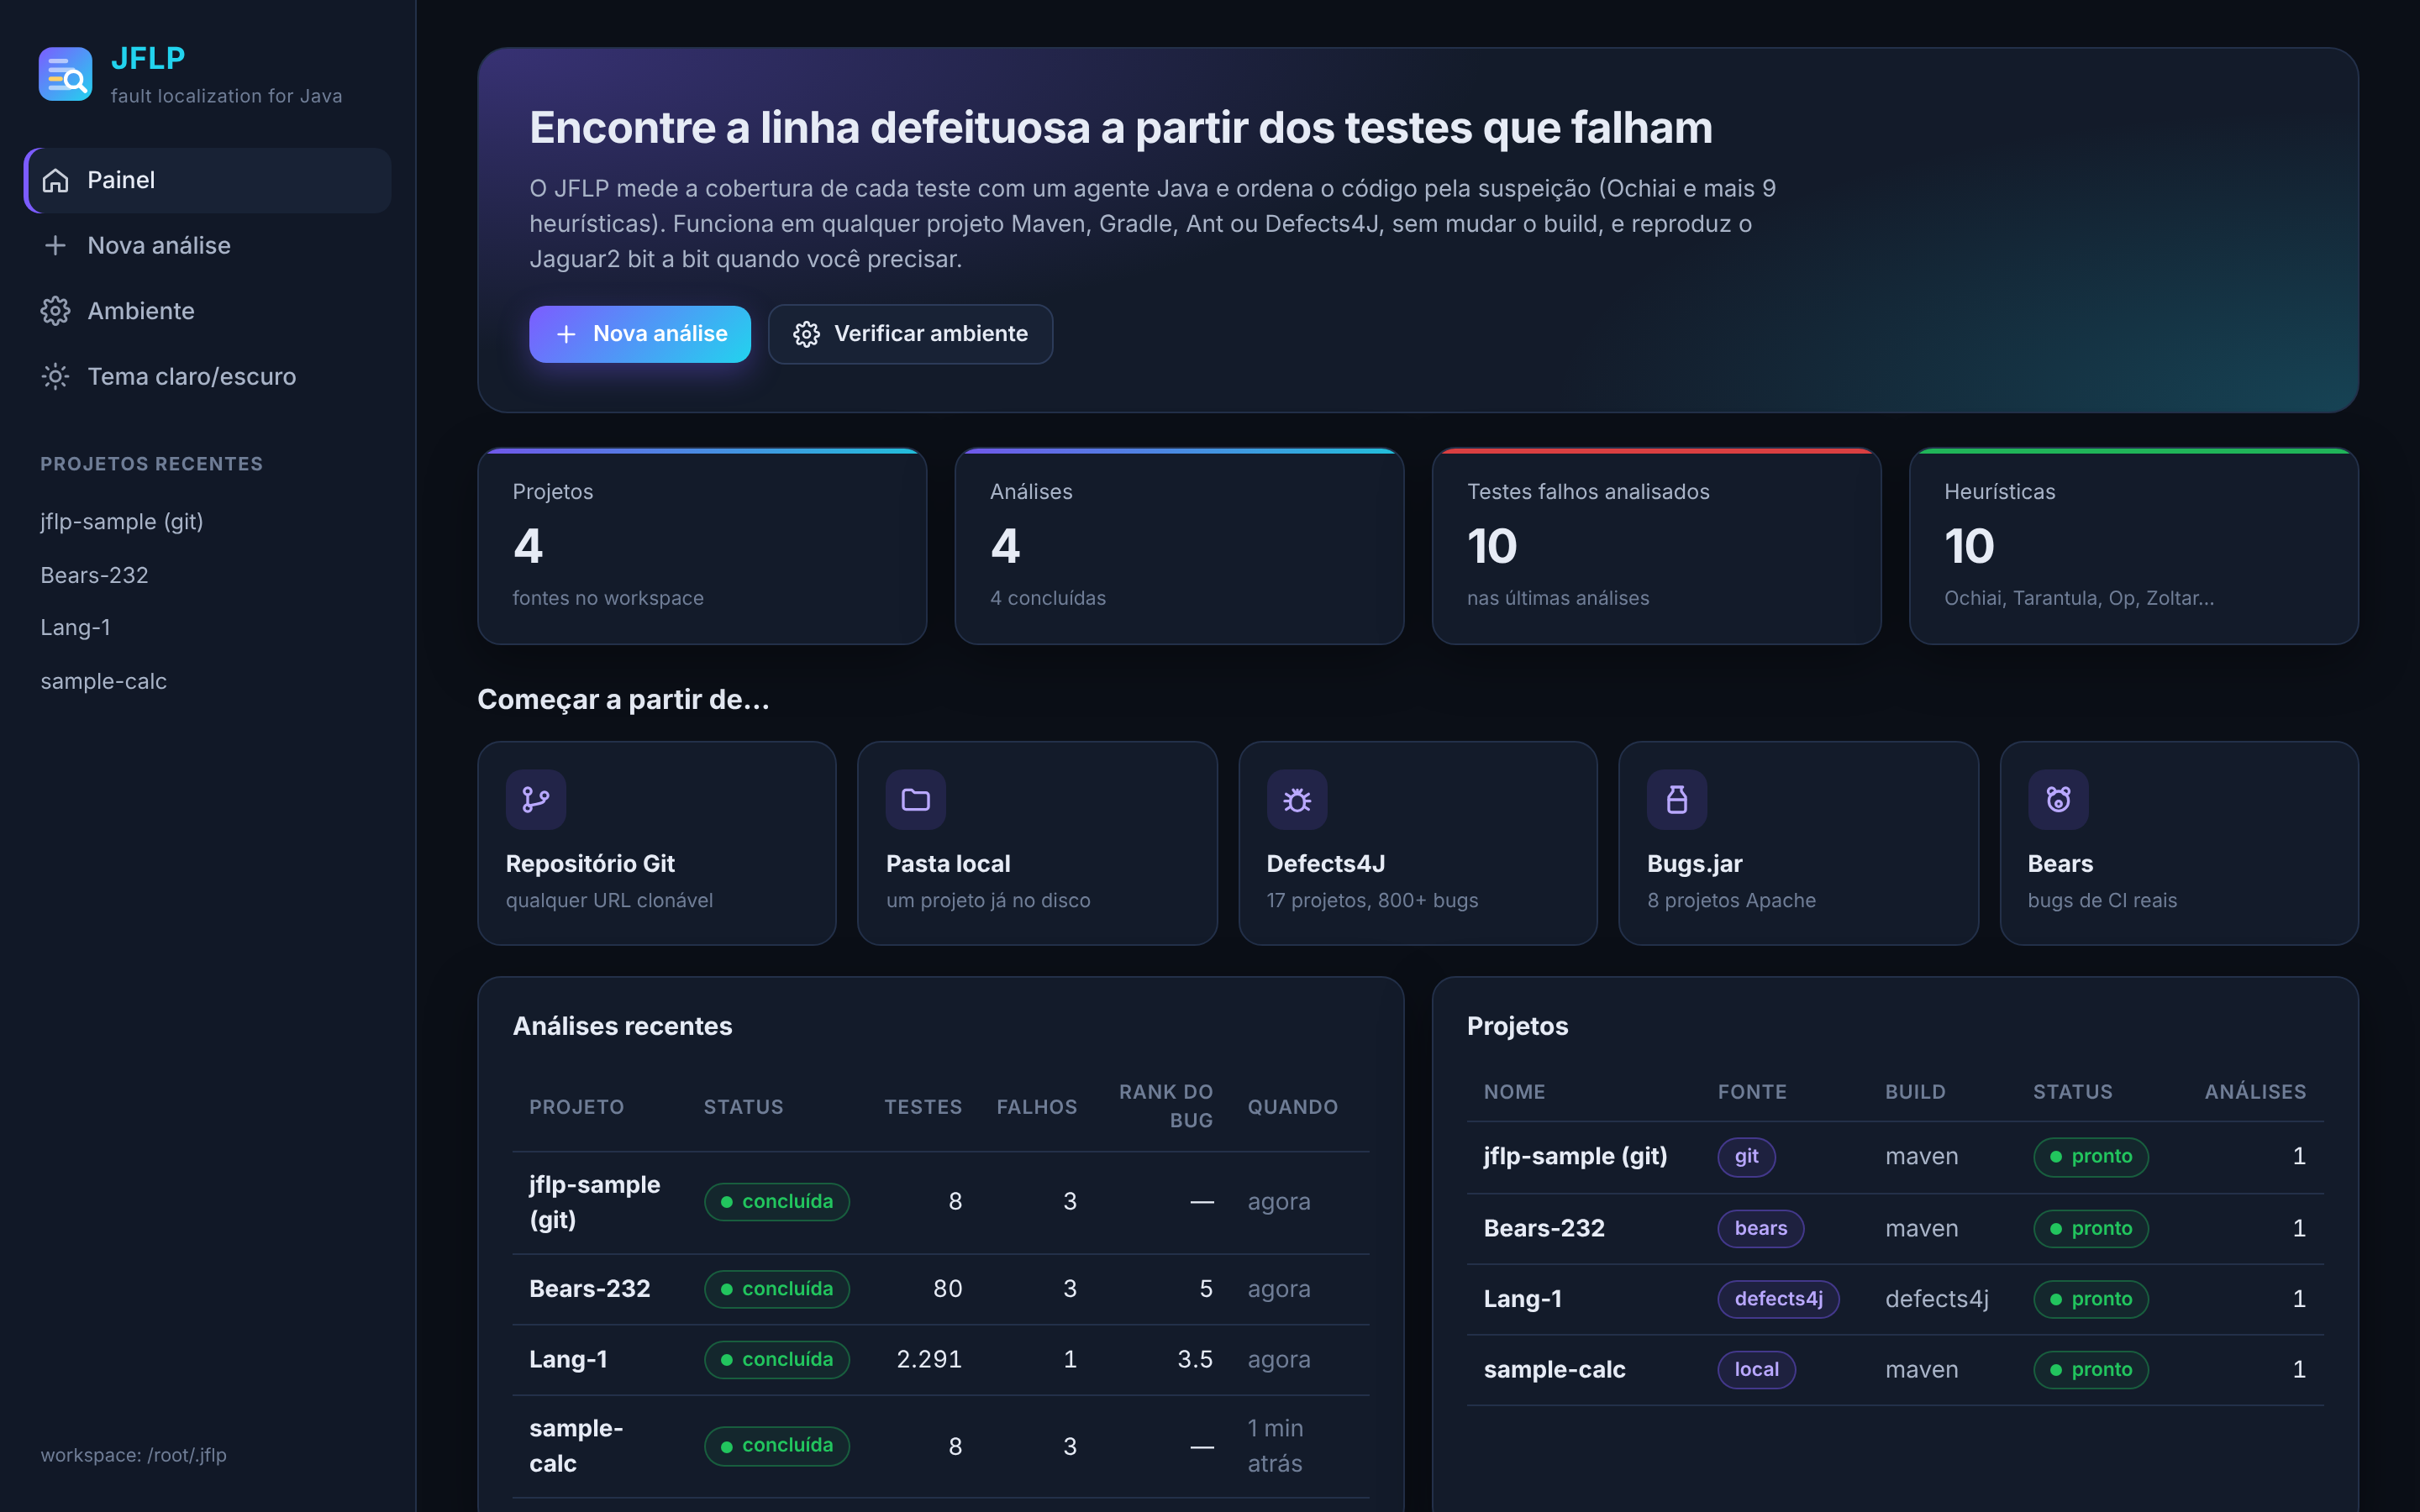 JFLP
fault localization for Java
Painel
Nova análise
Ambiente
Tema claro/escuro
PROJETOS RECENTES
jflp-sample (git)
Bears-232
Lang-1
sample-calc
workspace: /root/.jflp
Encontre a linha defeituosa a partir dos testes que falham
O JFLP mede a cobertura de cada teste com um agente Java e ordena o código pela suspeição (Ochiai e mais 9
heurísticas). Funciona em qualquer projeto Maven, Gradle, Ant ou Defects4J, sem mudar o build, e reproduz o
Jaguar2 bit a bit quando você precisar.
Nova análise
Verificar ambiente
Projetos
4
fontes no workspace
Análises
4
4 concluídas
Testes falhos analisados
10
nas últimas análises
Heurísticas
10
Ochiai, Tarantula, Op, Zoltar...
Começar a partir de...
Repositório Git
qualquer URL clonável
Pasta local
um projeto já no disco
Defects4J
17 projetos, 800+ bugs
Bugs.jar
8 projetos Apache
Bears
bugs de CI reais
Análises recentes
PROJETO STATUS TESTES FALHOS RANK DO BUG QUANDO
jflp-sample (git) concluída 8 3 — agora
Bears-232 concluída 80 3 5 agora
Lang-1 concluída 2.291 1 3.5 agora
sample-calc concluída 8 3 — 1 min atrás
Projetos
NOME FONTE BUILD STATUS ANÁLISES
jflp-sample (git) git maven pronto 1
Bears-232 bears maven pronto 1
Lang-1 defects4j defects4j pronto 1
sample-calc local maven pronto 1